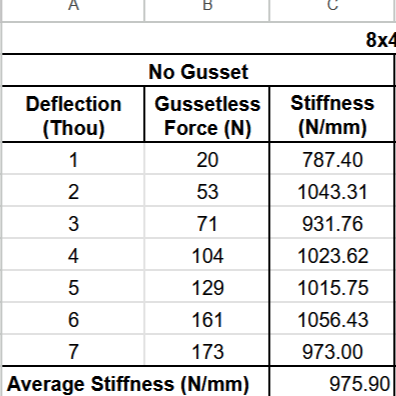 A B C
8x4
No Gusset
Deflection Gussetless Stiffness
(Thou) Force (N) (N/mm)
1 20 787.40
2 53 1043.31
3 71 931.76
4 104 1023.62
5 129 1015.75
6 161 1056.43
7 173 973.00
Average Stiffness (N/mm) 975.90